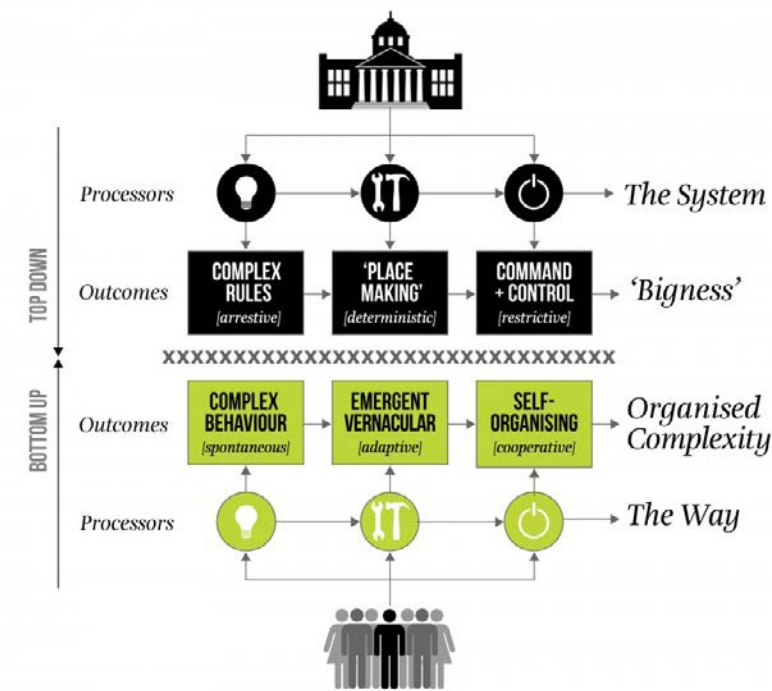 Processors
The System
TOP DOWN
Outcomes
COMPLEX
RULES
[arrestive]
'PLACE
MAKING'
[deterministic]
COMMAND
+ CONTROL
[restrictive]
'Bigness'
XXXXXXXXXXXXXXXXXXXXXXXXXXXXXXXX
BOTTOM UP
Outcomes
COMPLEX
BEHAVIOUR
[spontaneous]
EMERGENT
VERNACULAR
[adaptive]
SELF-
ORGANISING
[cooperative]
Organised
Complexity
Processors
The Way